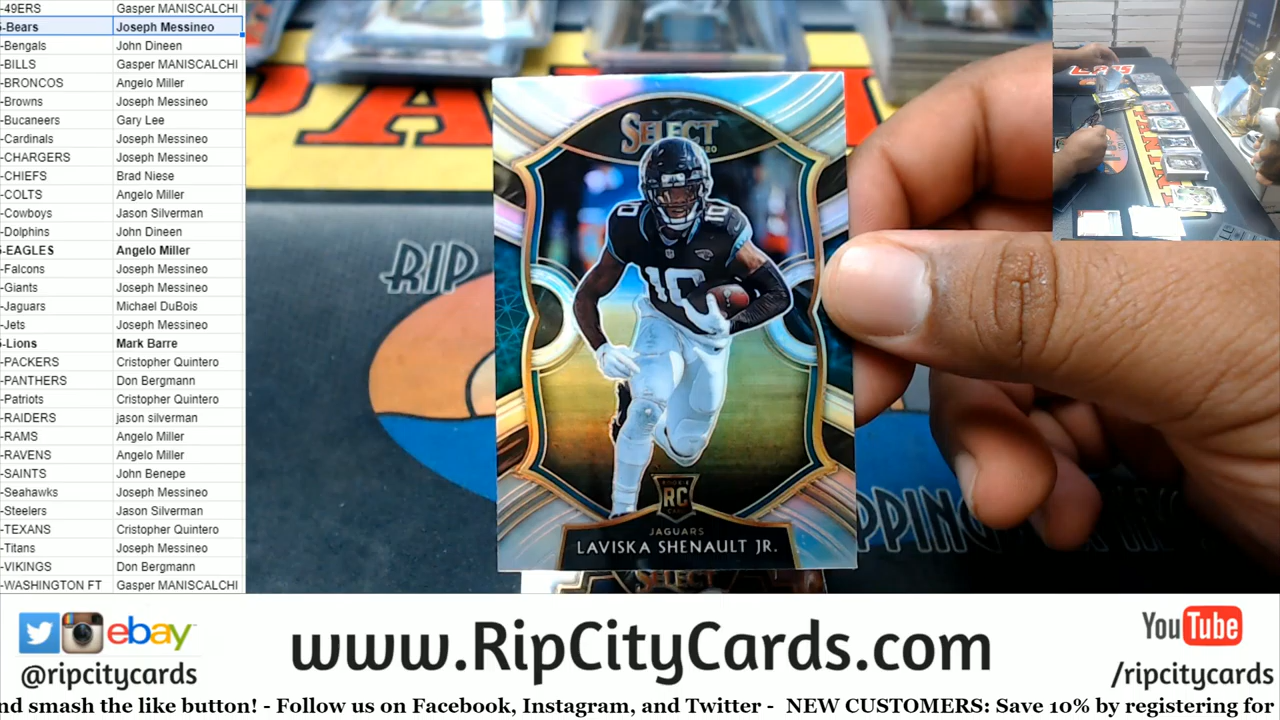 -49ERS Gasper MANISCALCHI
-Bears Joseph Messineo
-Bengals John Dineen
-BILLS Gasper MANISCALCHI
-BRONCOS Angelo Miller
-Browns Joseph Messineo
-Bucaneers Gary Lee
-Cardinals Joseph Messineo
-CHARGERS Joseph Messineo
-CHIEFS Brad Niese
-COLTS Angelo Miller
-Cowboys Jason Silverman
-Dolphins John Dineen
-EAGLES Angelo Miller
-Falcons Joseph Messineo
-Giants Joseph Messineo
-Jaguars Michael DuBois
-Jets Joseph Messineo
-Lions Mark Barre
-PACKERS Cristopher Quintero
-PANTHERS Don Bergmann
-Patriots Cristopher Quintero
-RAIDERS jason silverman
-RAMS Angelo Miller
-RAVENS Angelo Miller
-SAINTS John Benepe
-Seahawks Joseph Messineo
-Steelers Jason Silverman
-TEXANS Cristopher Quintero
-Titans Joseph Messineo
-VIKINGS Don Bergmann
-WASHINGTON FT Gasper MANISCALCHI
SELECT
10
10
ROOKIE
RC
CARD
JAGUARS
LAVISKA SHENAULT JR.
SELECT
RIP
PPING
ebay
@ripcitycards
www.RipCityCards.com
YouTube
/ripcitycards
nd smash the like button! - Follow us on Facebook, Instagram, and Twitter - NEW CUSTOMERS: Save 10% by registering for